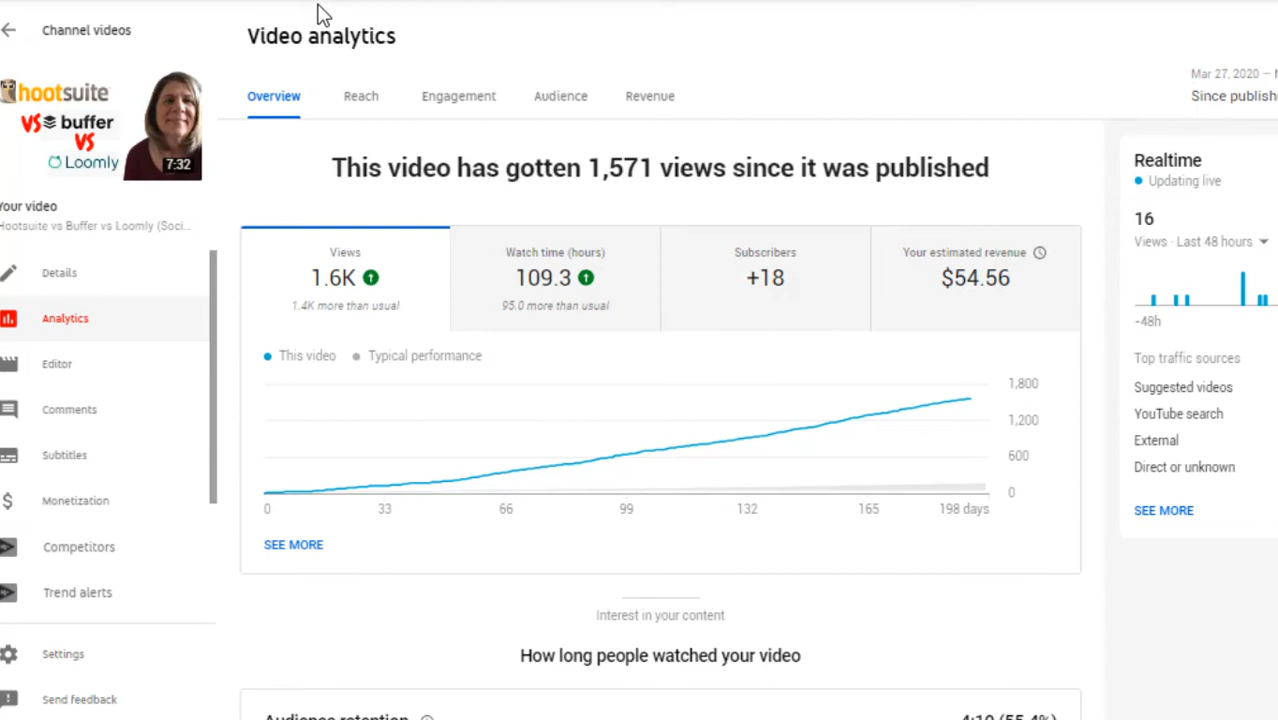 Channel videos
hootsuite
VS buffer
VS
Loomly
7:32
Your video
Hootsuite vs Buffer vs Loomly (Soci...
Details
Analytics
Editor
Comments
Subtitles
Monetization
Competitors
Trend alerts
Settings
Send feedback
Video analytics
Overview Reach Engagement Audience Revenue
Mar 27, 2020 –
Since publish
This video has gotten 1,571 views since it was published
Views
1.6K
1.4K more than usual
Watch time (hours)
109.3
95.0 more than usual
Subscribers
+18
Your estimated revenue
$54.56
This video Typical performance
1,800
1,200
600
0
0 33 66 99 132 165 198 days
SEE MORE
Interest in your content
How long people watched your video
Audience retention 4:10 (55.4%)
Realtime
Updating live
16
Views · Last 48 hours
-48h
Top traffic sources
Suggested videos
YouTube search
External
Direct or unknown
SEE MORE